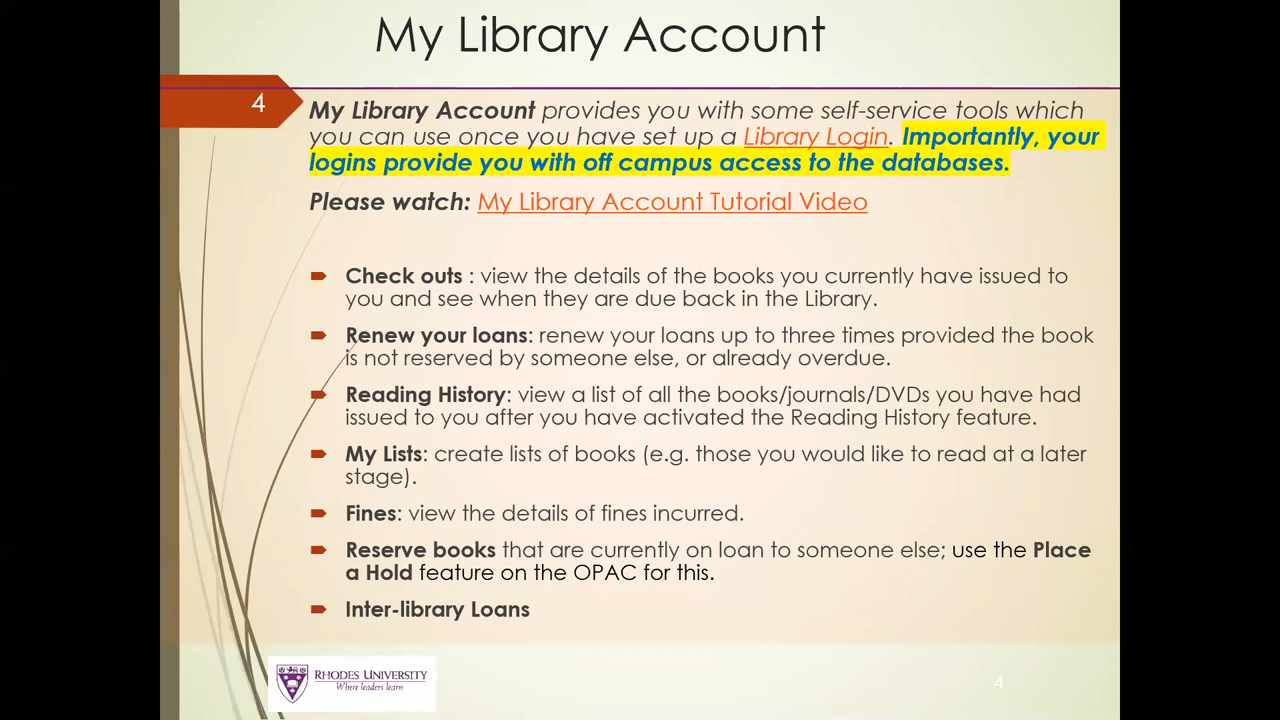 My Library Account
4
My Library Account provides you with some self-service tools which
you can use once you have set up a Library Login. Importantly, your
logins provide you with off campus access to the databases.
Please watch: My Library Account Tutorial Video
Check outs : view the details of the books you currently have issued to
you and see when they are due back in the Library.
Renew your loans: renew your loans up to three times provided the book
is not reserved by someone else, or already overdue.
Reading History: view a list of all the books/journals/DVDs you have had
issued to you after you have activated the Reading History feature.
My Lists: create lists of books (e.g. those you would like to read at a later
stage).
Fines: view the details of fines incurred.
Reserve books that are currently on loan to someone else; use the Place
a Hold feature on the OPAC for this.
Inter-library Loans
RHODES UNIVERSITY
Where leaders learn
4